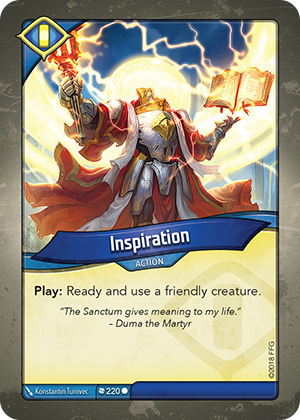 Inspiration
ACTION
Play: Ready and use a friendly creature.
"The Sanctum gives meaning to my life."
- Duma the Martyr
Konstantin Turovec
220
©2018 FFG